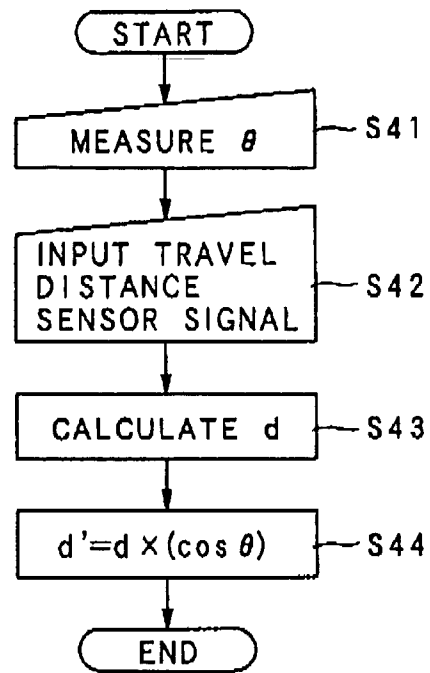 START
MEASURE θ
S41
INPUT TRAVEL
DISTANCE
SENSOR SIGNAL
S42
CALCULATE d
S43
d'=d×(cos θ)
S44
END